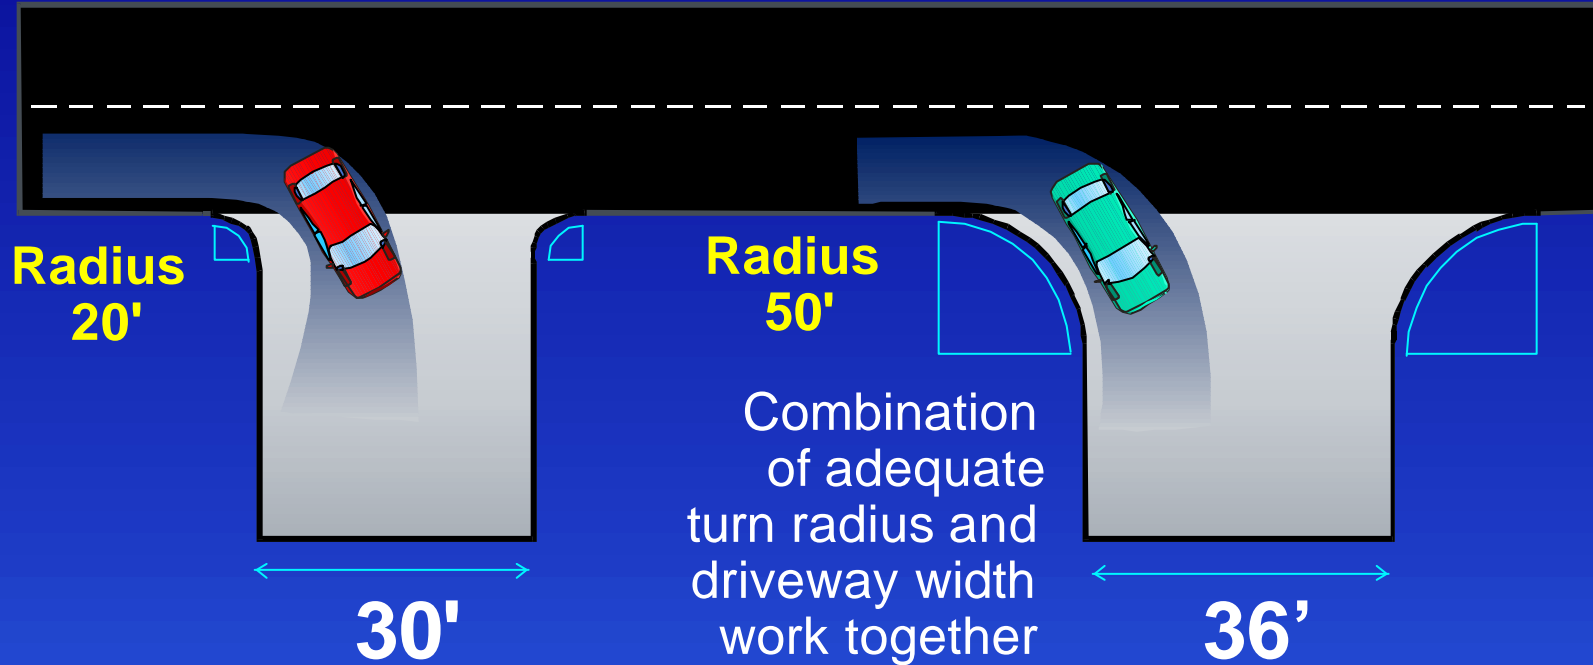 Radius
20'
Radius
50'
Combination
of adequate
turn radius and
driveway width
work together
30'
36’